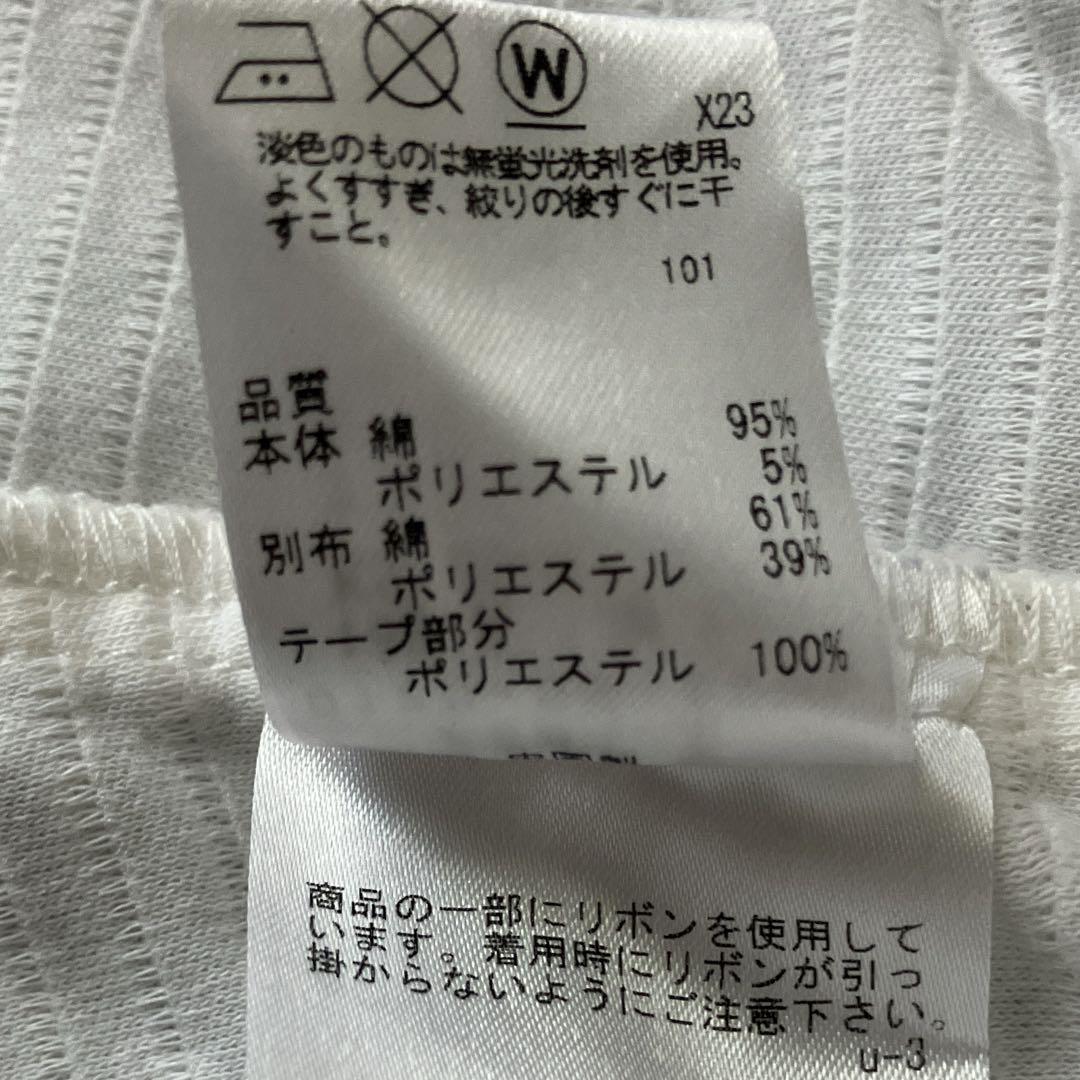 W
X23
淡色のものは無蛍光洗剤を使用。
よくすすぎ、絞りの後すぐに干
すこと。
101
品質
本体 綿 95%
ポリエステル 5%
別布 綿 61%
ポリエステル 39%
テープ部分
ポリエステル 100%
商品の一部にリボンを使用して
います。着用時にリボンが引っ
掛からないようにご注意下さい。
u-3